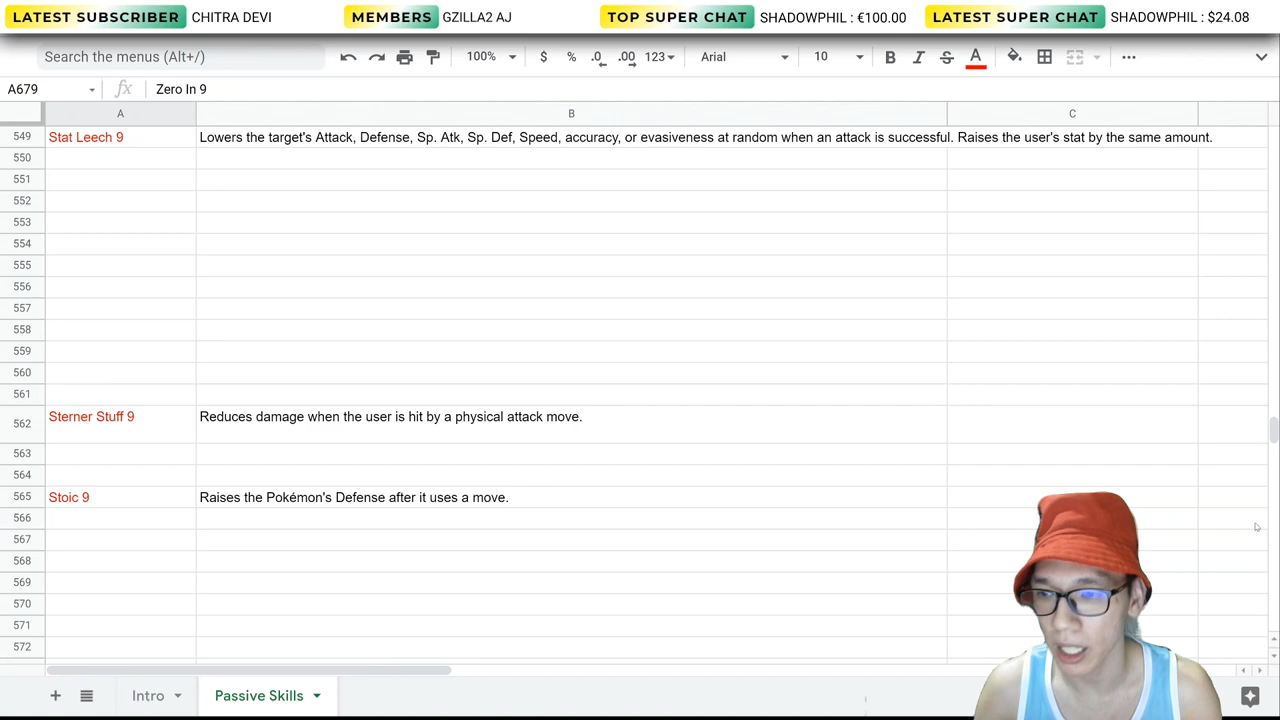 LATEST SUBSCRIBER CHITRA DEVI MEMBERS GZILLA2 AJ TOP SUPER CHAT SHADOWPHIL : €100.00 LATEST SUPER CHAT SHADOWPHIL : $24.08
Search the menus (Alt+/) 100% $ % .0 .00 123 Arial 10 B I S A
A679 fx Zero In 9
A B C
549 Stat Leech 9 Lowers the target's Attack, Defense, Sp. Atk, Sp. Def, Speed, accuracy, or evasiveness at random when an attack is successful. Raises the user's stat by the same amount.
550
551
552
553
554
555
556
557
558
559
560
561
562 Sterner Stuff 9 Reduces damage when the user is hit by a physical attack move.
563
564
565 Stoic 9 Raises the Pokémon's Defense after it uses a move.
566
567
568
569
570
571
572
+ Intro Passive Skills